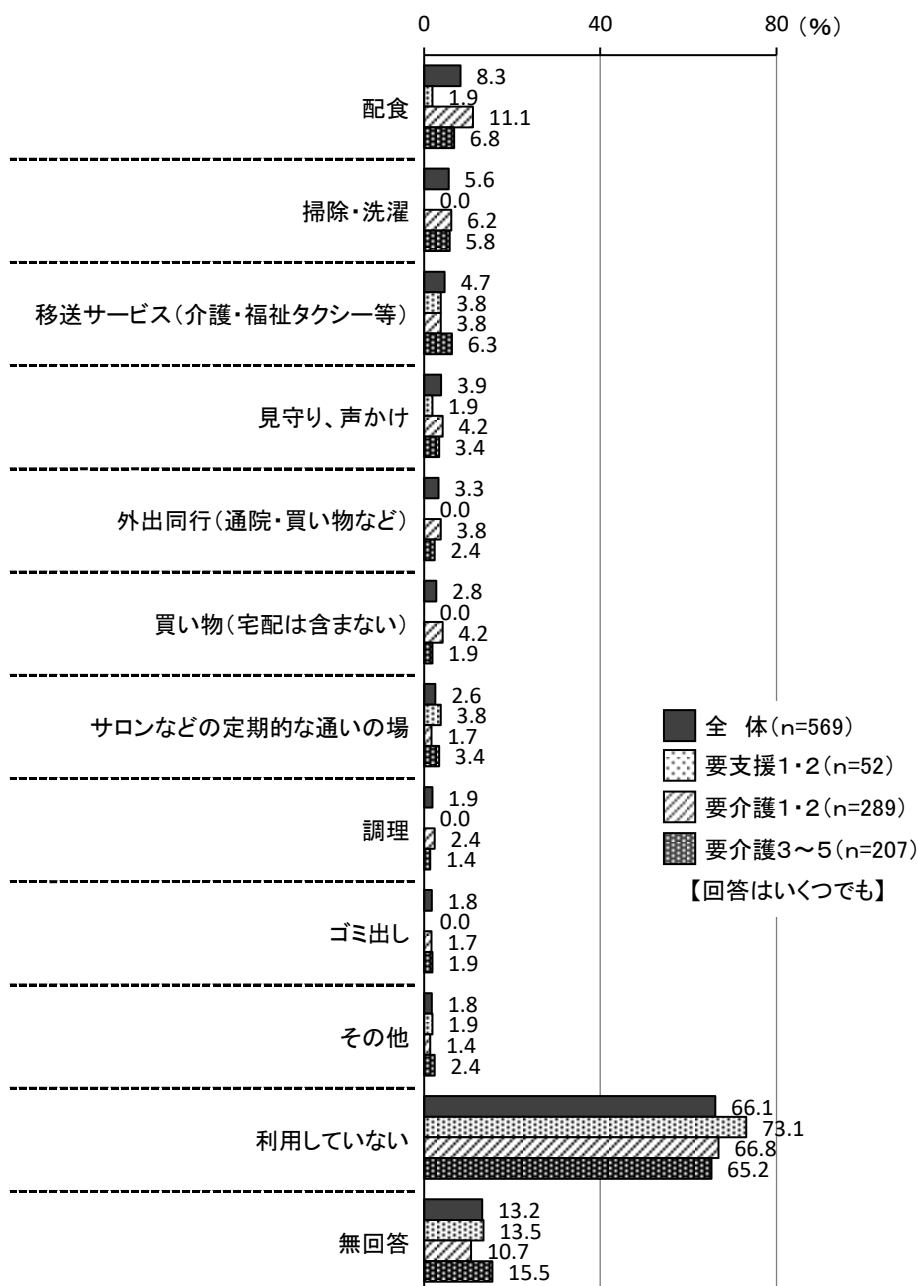 0 40 80 (%)
配食
8.3
1.9
11.1
6.8
掃除・洗濯
5.6
0.0
6.2
5.8
移送サービス（介護・福祉タクシー等）
4.7
3.8
3.8
6.3
見守り、声かけ
3.9
1.9
4.2
3.4
外出同行（通院・買い物など）
3.3
0.0
3.8
2.4
買い物（宅配は含まない）
2.8
0.0
4.2
1.9
サロンなどの定期的な通いの場
2.6
3.8
1.7
3.4
調理
1.9
0.0
2.4
1.4
ゴミ出し
1.8
0.0
1.7
1.9
その他
1.8
1.9
1.4
2.4
利用していない
66.1
73.1
66.8
65.2
無回答
13.2
13.5
10.7
15.5
全　体（n=569）
要支援１・２（n=52）
要介護１・２（n=289）
要介護３～５（n=207）
【回答はいくつでも】